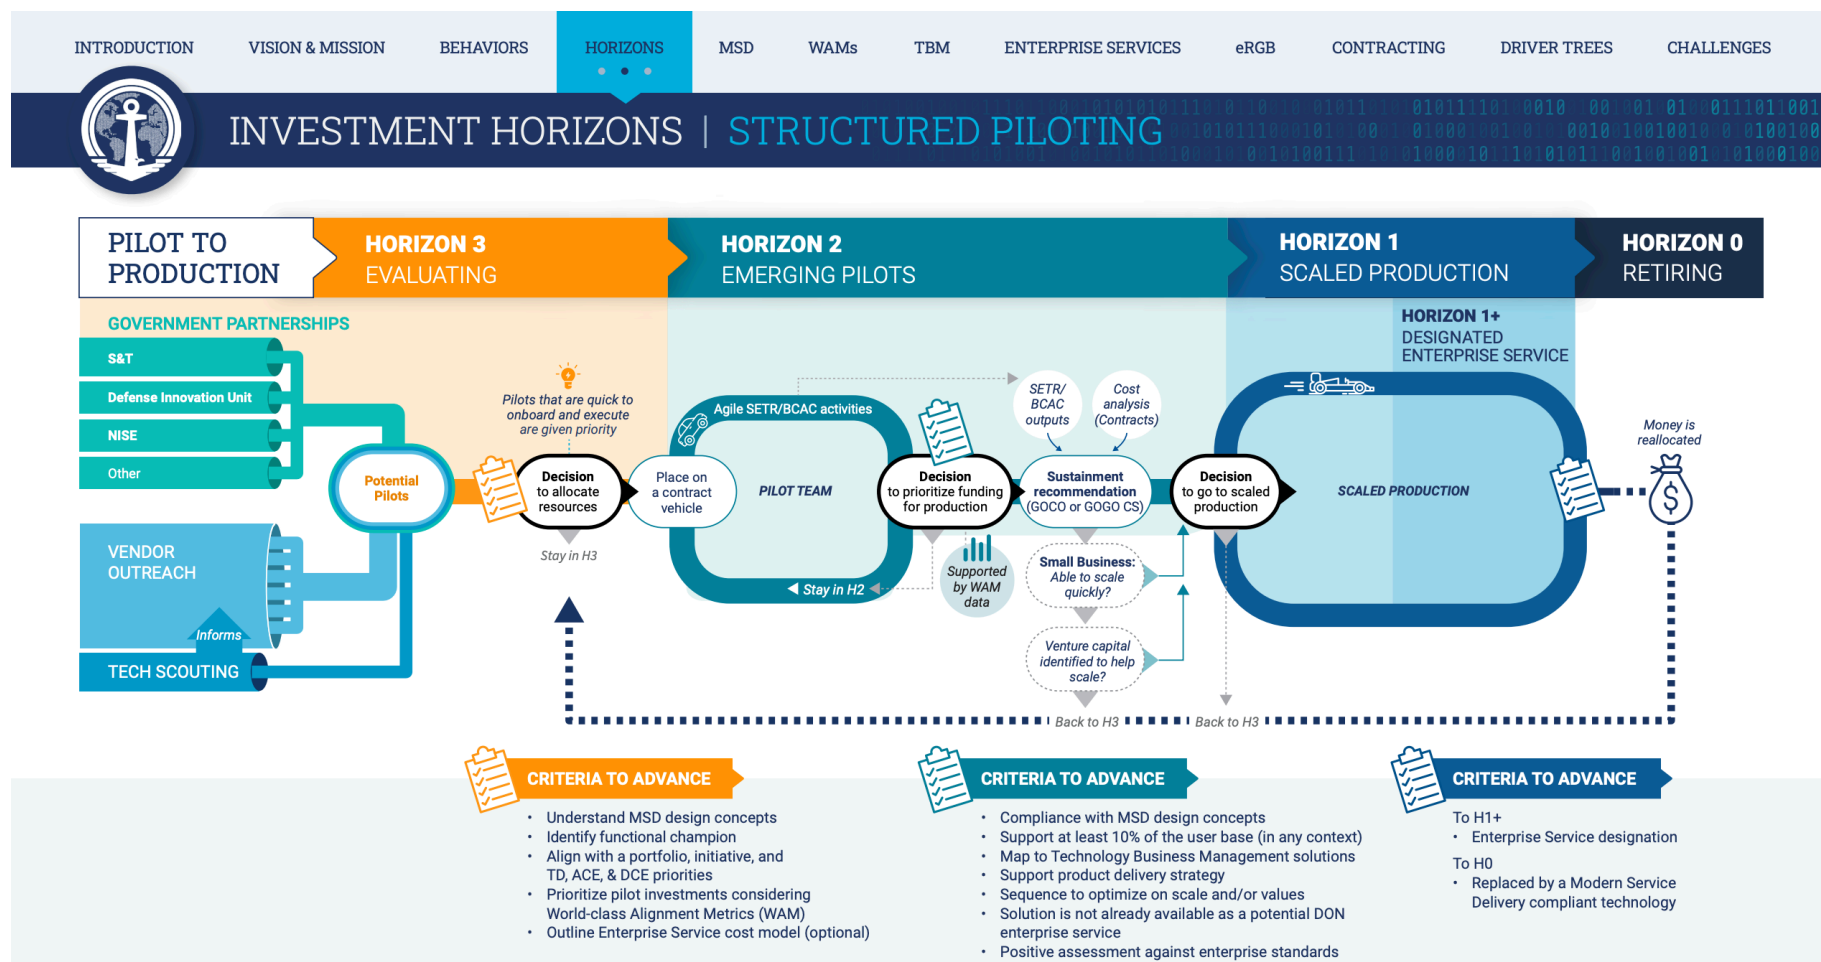 INTRODUCTION
VISION & MISSION
BEHAVIORS
HORIZONS
MSD
WAMs
TBM
ENTERPRISE SERVICES
eRGB
CONTRACTING
DRIVER TREES
CHALLENGES
INVESTMENT HORIZONS | STRUCTURED PILOTING
PILOT TO
PRODUCTION
HORIZON 3
EVALUATING
HORIZON 2
EMERGING PILOTS
HORIZON 1
SCALED PRODUCTION
HORIZON 0
RETIRING
HORIZON 1+
DESIGNATED
ENTERPRISE SERVICE
GOVERNMENT PARTNERSHIPS
S&T
Defense Innovation Unit
NISE
Other
VENDOR
OUTREACH
Informs
TECH SCOUTING
Potential
Pilots
Pilots that are quick to
onboard and execute
are given priority
Decision
to allocate
resources
Stay in H3
Place on
a contract
vehicle
Agile SETR/BCAC activities
PILOT TEAM
Stay in H2
Decision
to prioritize funding
for production
Supported
by WAM
data
SETR/
BCAC
outputs
Cost
analysis
(Contracts)
Sustainment
recommendation
(GOCO or GOGO CS)
Small Business:
Able to scale
quickly?
Venture capital
identified to help
scale?
Back to H3
Decision
to go to scaled
production
Back to H3
SCALED PRODUCTION
Money is
reallocated
$
CRITERIA TO ADVANCE
• Understand MSD design concepts
• Identify functional champion
• Align with a portfolio, initiative, and
TD, ACE, & DCE priorities
• Prioritize pilot investments considering
World-class Alignment Metrics (WAM)
• Outline Enterprise Service cost model (optional)
CRITERIA TO ADVANCE
• Compliance with MSD design concepts
• Support at least 10% of the user base (in any context)
• Map to Technology Business Management solutions
• Support product delivery strategy
• Sequence to optimize on scale and/or values
• Solution is not already available as a potential DON
enterprise service
• Positive assessment against enterprise standards
CRITERIA TO ADVANCE
To H1+
• Enterprise Service designation
To H0
• Replaced by a Modern Service
Delivery compliant technology